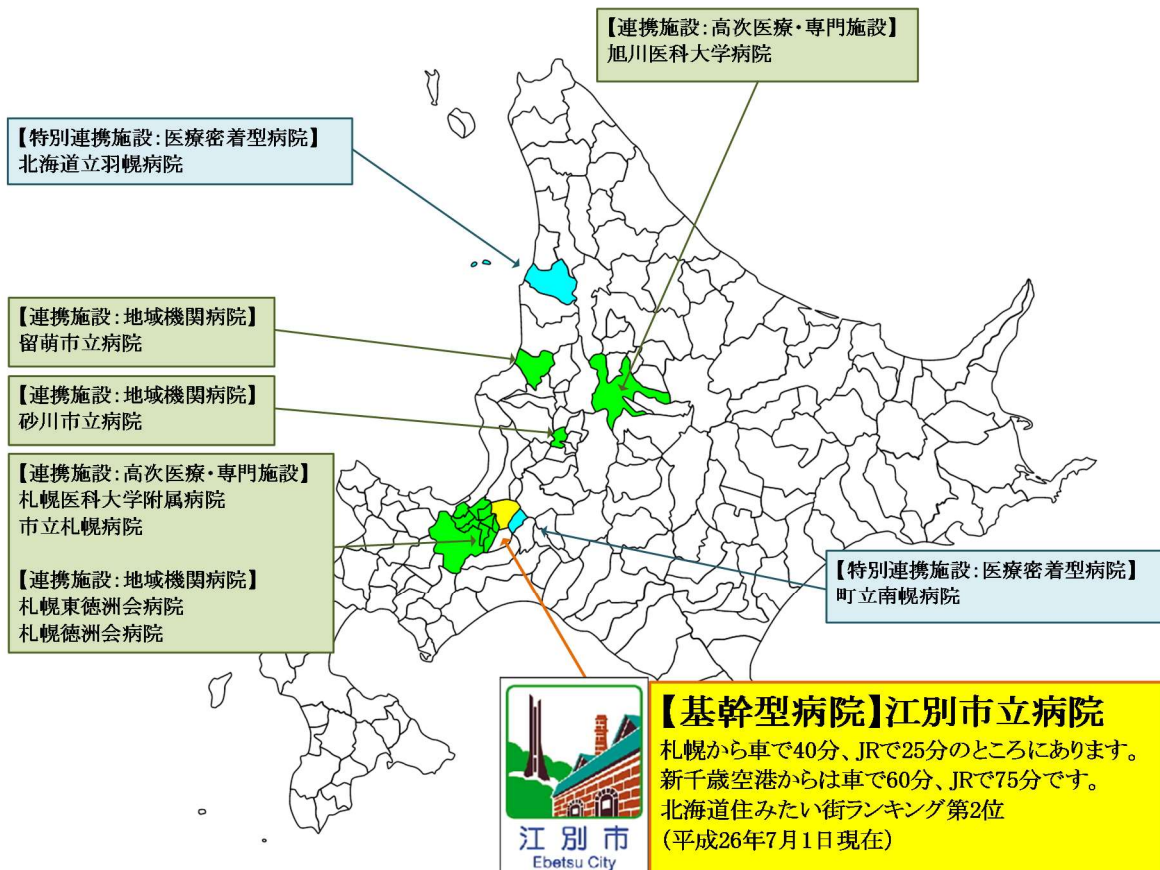 【連携施設：高次医療・専門施設】
旭川医科大学病院
【特別連携施設：医療密着型病院】
北海道立羽幌病院
【連携施設：地域機関病院】
留萌市立病院
【連携施設：地域機関病院】
砂川市立病院
【連携施設：高次医療・専門施設】
札幌医科大学附属病院
市立札幌病院
【連携施設：地域機関病院】
札幌東徳洲会病院
札幌徳洲会病院
【特別連携施設：医療密着型病院】
町立南幌病院
江別市
Ebetsu City
【基幹型病院】江別市立病院
札幌から車で40分、JRで25分のところにあります。
新千歳空港からは車で60分、JRで75分です。
北海道住みたい街ランキング第2位
（平成26年7月1日現在）